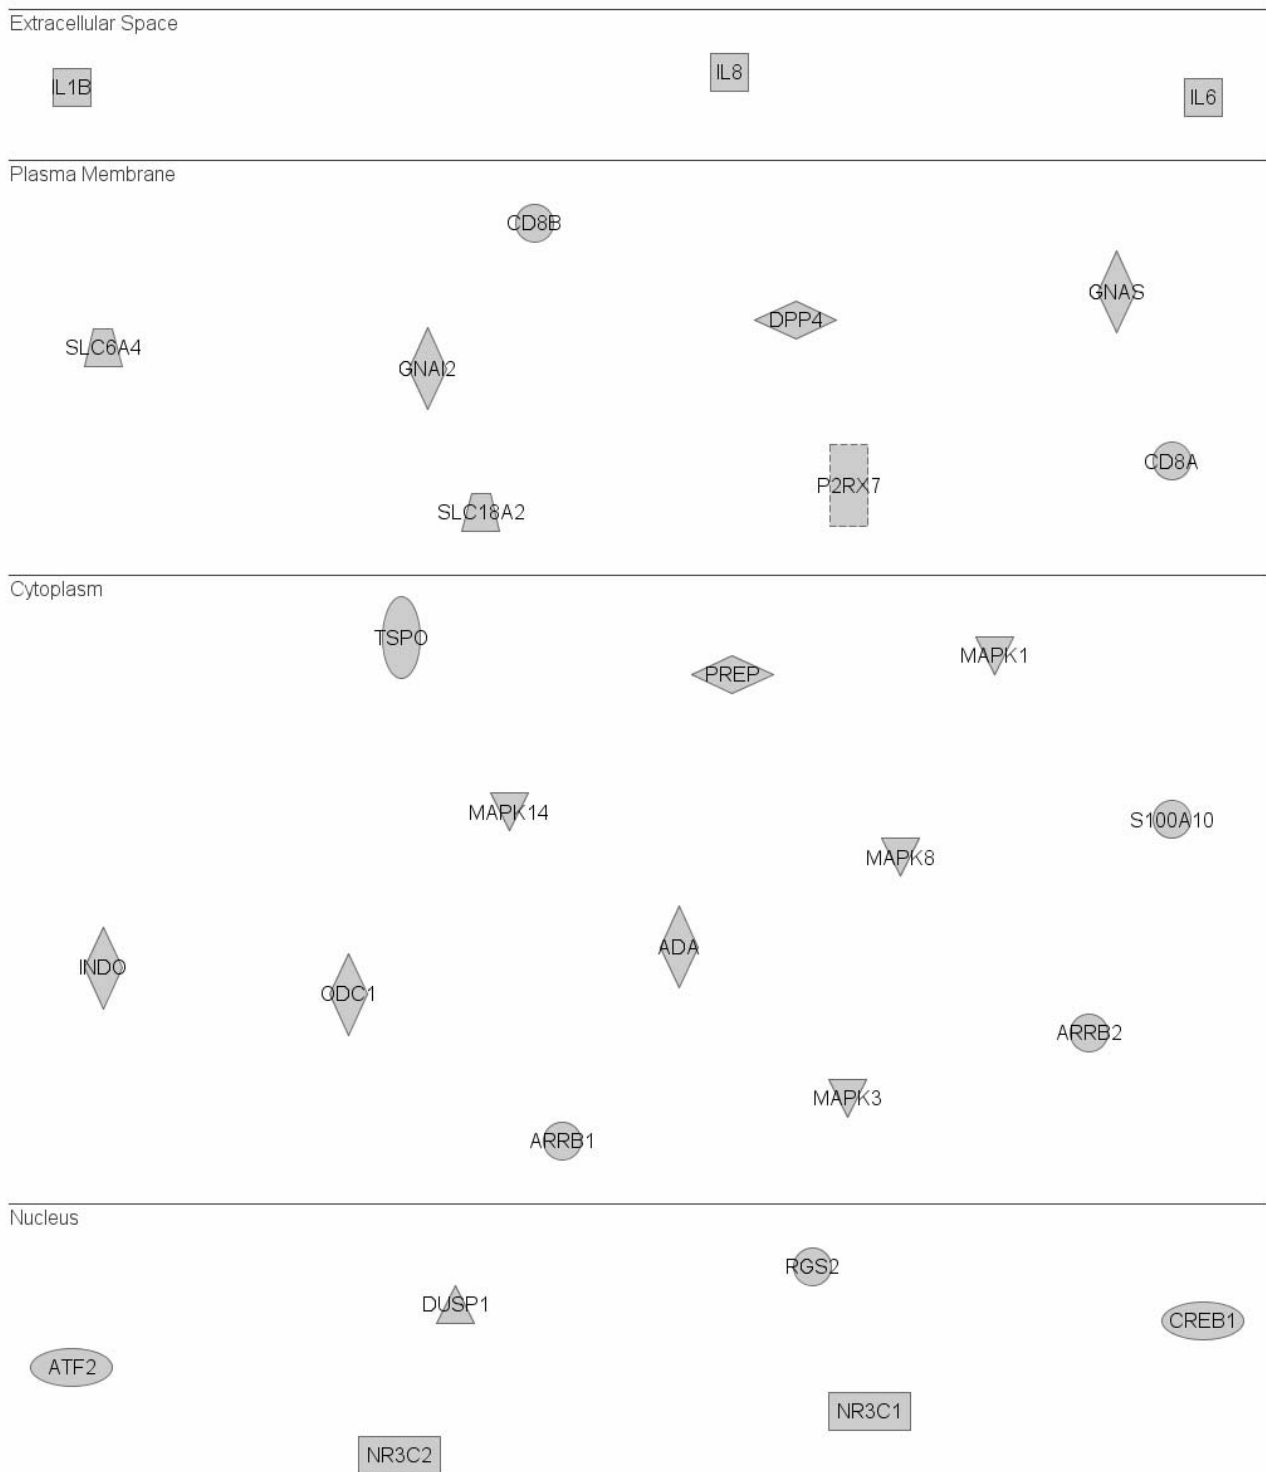 Extracellular Space
IL8
IL1B
IL6
Plasma Membrane
CD8B
GNAS
DPP4
SLC6A4
GNAI2
CD8A
P2RX7
SLC18A2
Cytoplasm
TSPO
MAPK1
PREP
MAPK14
S100A10
MAPK8
ADA
INDO
ODC1
ARRB2
MAPK3
ARRB1
Nucleus
RGS2
DUSP1
CREB1
ATF2
NR3C1
NR3C2